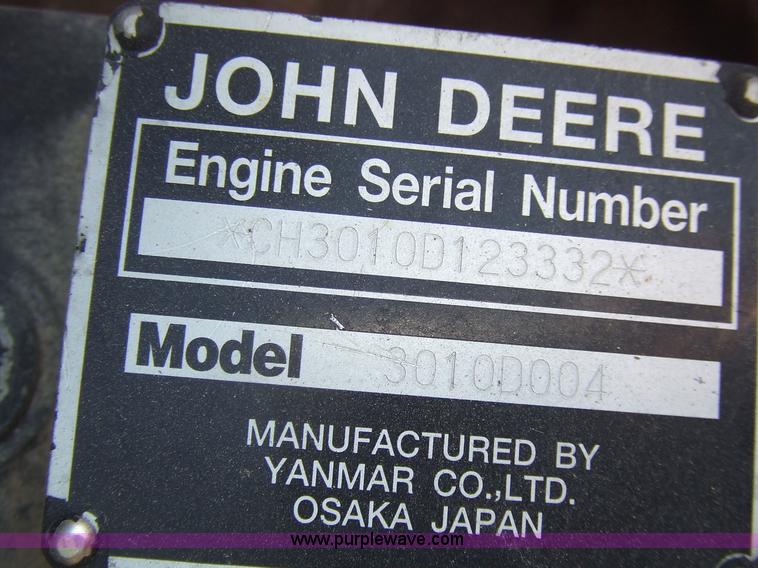 JOHN DEERE
Engine Serial Number
*CH3010D123332*
Model 3010D004
MANUFACTURED BY
YANMAR CO.,LTD.
OSAKA JAPAN
www.purplewave.com